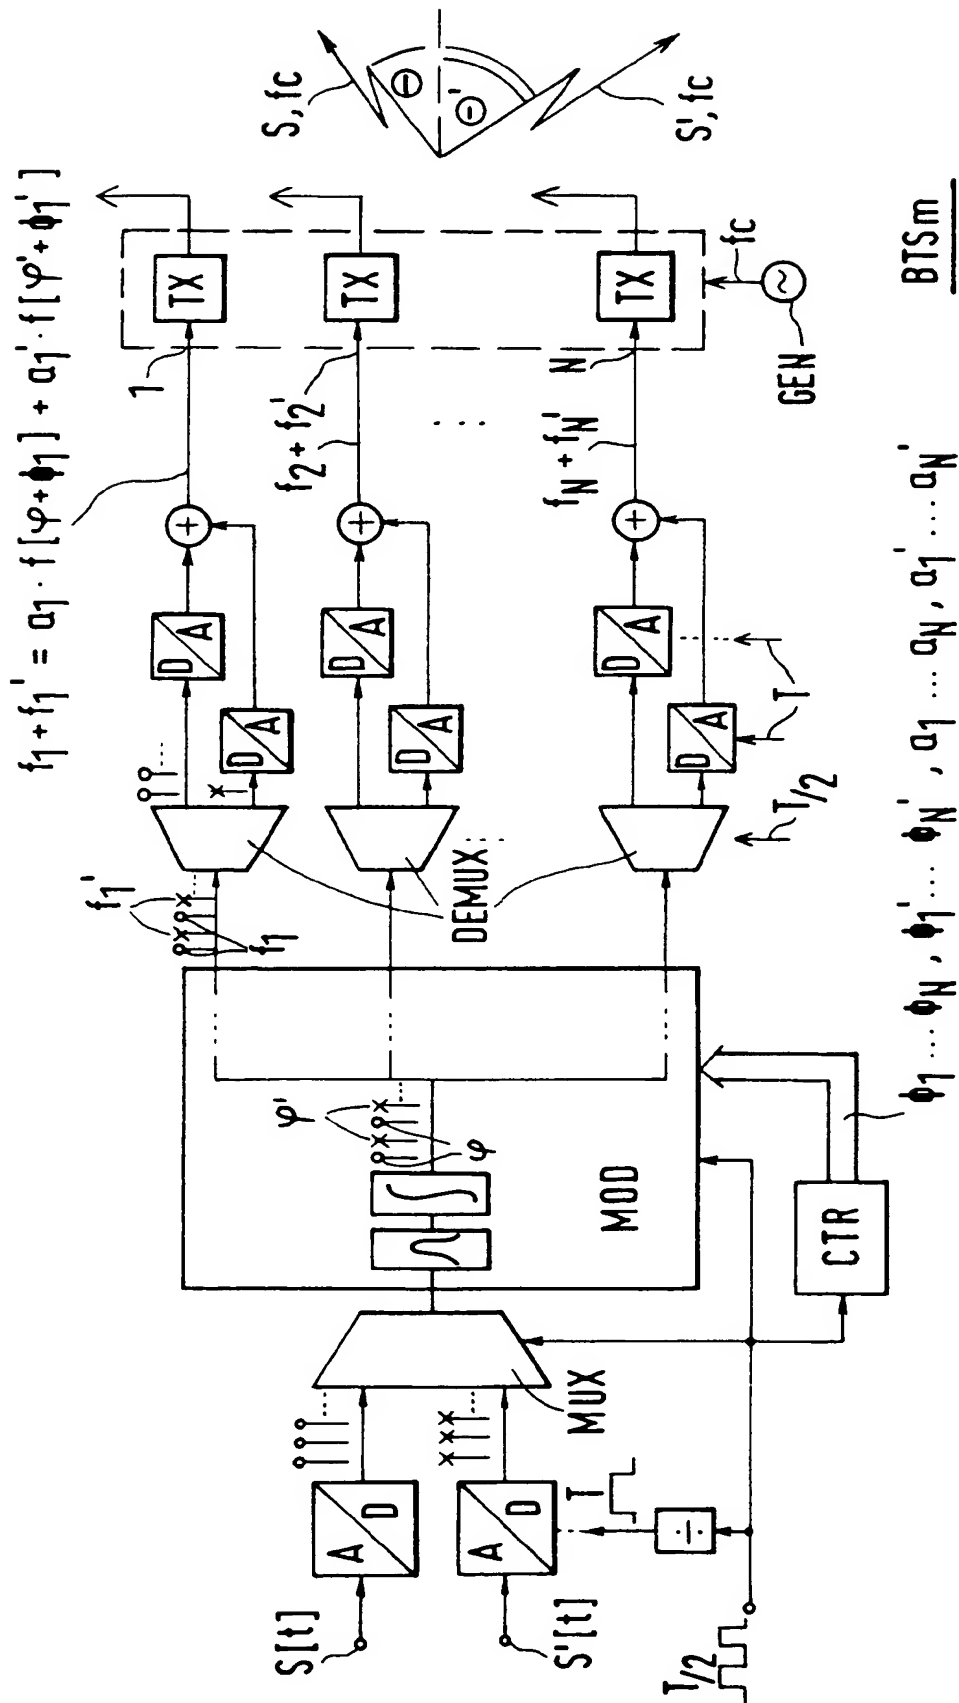 f1+f1' = a1·f[φ+ϕ1] + a1'·f[φ'+ϕ1']
S, fc
Θ
Θ'
S', fc
1
TX
f2+f2'
TX
....
N
TX
fN+fN'
fc
GEN
BTSm
+
+
+
D
A
D
A
D
A
D
A
D
A
D
A
T
T/2
f1'
f1
DEMUX
φ'
φ
MOD
CTR
ϕ1 .... ϕN, ϕ1' .... ϕN', a1 ... aN, a1' .... aN'
MUX
A
D
A
D
T
÷
S[t]
S'[t]
T/2